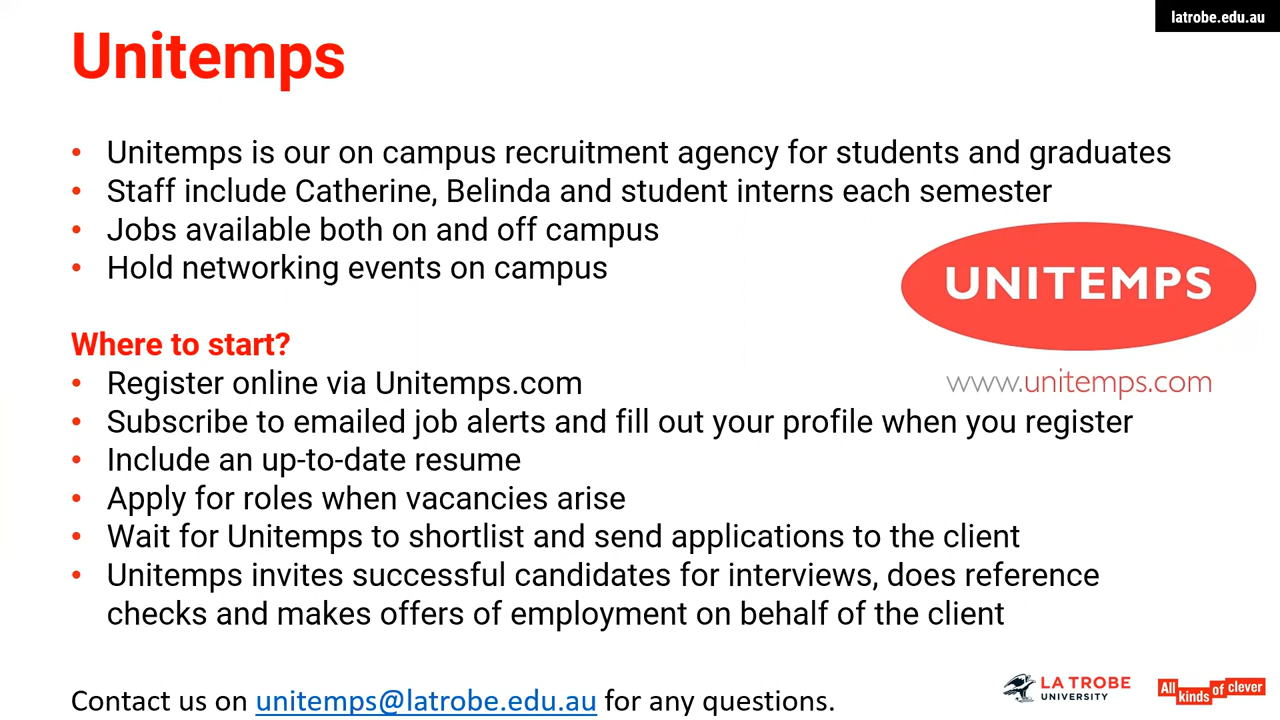 latrobe.edu.au
Unitemps
• Unitemps is our on campus recruitment agency for students and graduates
• Staff include Catherine, Belinda and student interns each semester
• Jobs available both on and off campus
• Hold networking events on campus
UNITEMPS
www.unitemps.com
Where to start?
• Register online via Unitemps.com
• Subscribe to emailed job alerts and fill out your profile when you register
• Include an up-to-date resume
• Apply for roles when vacancies arise
• Wait for Unitemps to shortlist and send applications to the client
• Unitemps invites successful candidates for interviews, does reference
checks and makes offers of employment on behalf of the client
Contact us on unitemps@latrobe.edu.au for any questions.
LA TROBE
UNIVERSITY
All kinds of clever